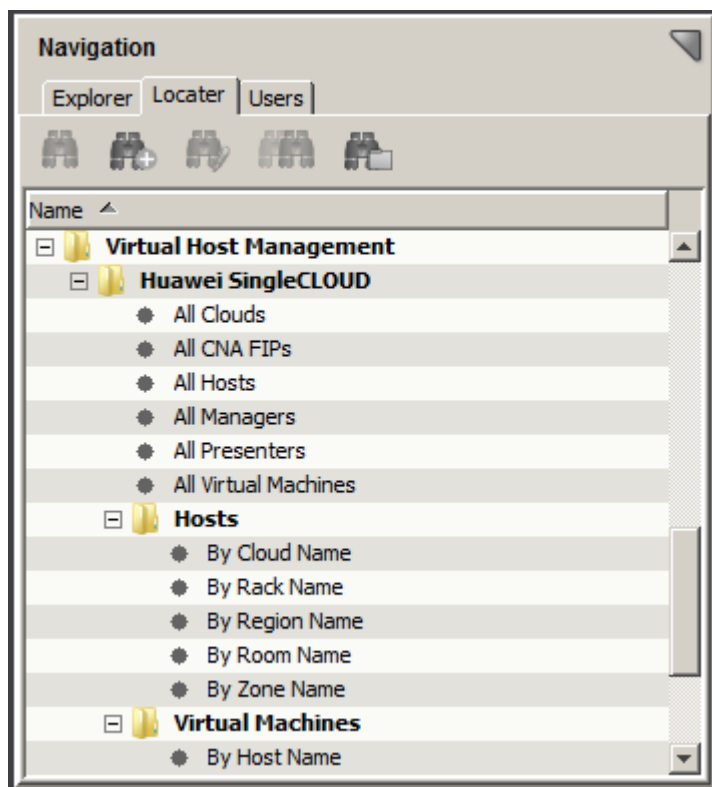 Navigation
Explorer Locater Users
Name
Virtual Host Management
Huawei SingleCLOUD
All Clouds
All CNA FIPs
All Hosts
All Managers
All Presenters
All Virtual Machines
Hosts
By Cloud Name
By Rack Name
By Region Name
By Room Name
By Zone Name
Virtual Machines
By Host Name